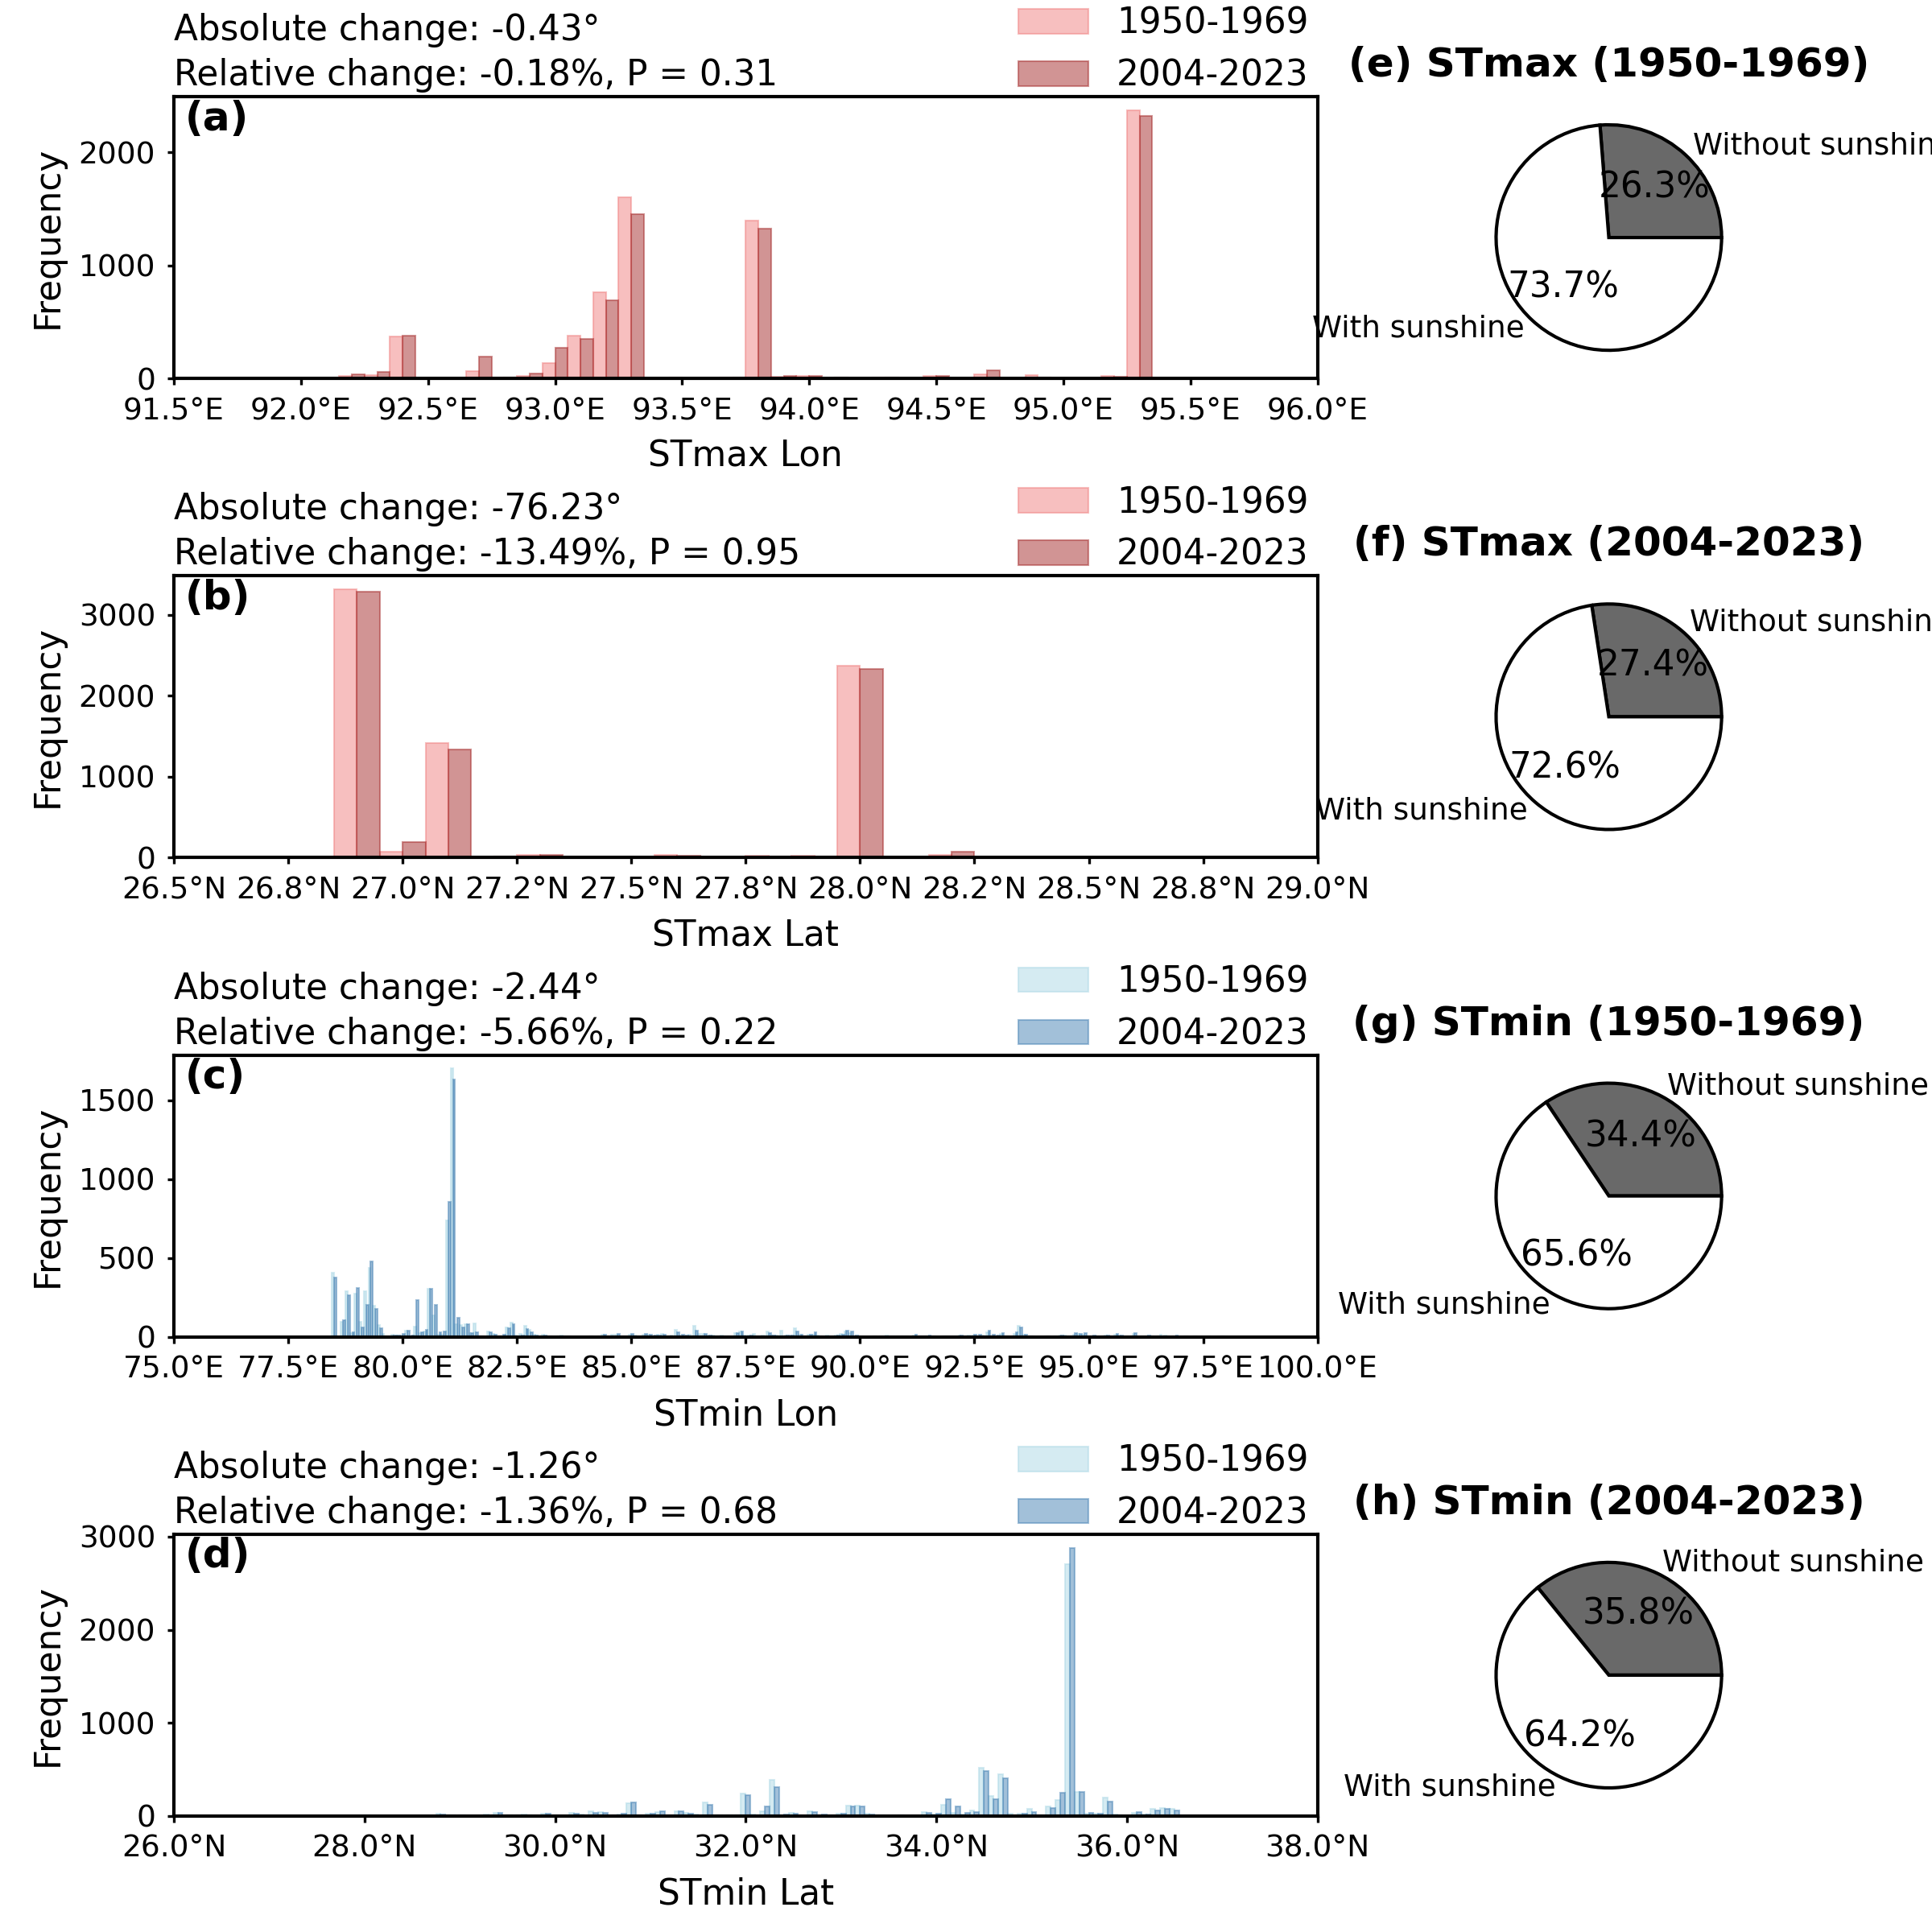 Absolute change: -0.43°
Relative change: -0.18%, P = 0.31
1950-1969
2004-2023
(a)
Frequency
2000
1000
0
91.5°E 92.0°E 92.5°E 93.0°E 93.5°E 94.0°E 94.5°E 95.0°E 95.5°E 96.0°E
STmax Lon
(e) STmax (1950-1969)
Without sunshin
26.3%
73.7%
With sunshine
Absolute change: -76.23°
Relative change: -13.49%, P = 0.95
1950-1969
2004-2023
(b)
Frequency
3000
2000
1000
0
26.5°N 26.8°N 27.0°N 27.2°N 27.5°N 27.8°N 28.0°N 28.2°N 28.5°N 28.8°N 29.0°N
STmax Lat
(f) STmax (2004-2023)
Without sunshin
27.4%
72.6%
With sunshine
Absolute change: -2.44°
Relative change: -5.66%, P = 0.22
1950-1969
2004-2023
(c)
Frequency
1500
1000
500
0
75.0°E 77.5°E 80.0°E 82.5°E 85.0°E 87.5°E 90.0°E 92.5°E 95.0°E 97.5°E 100.0°E
STmin Lon
(g) STmin (1950-1969)
Without sunshine
34.4%
65.6%
With sunshine
Absolute change: -1.26°
Relative change: -1.36%, P = 0.68
1950-1969
2004-2023
(d)
Frequency
3000
2000
1000
0
26.0°N 28.0°N 30.0°N 32.0°N 34.0°N 36.0°N 38.0°N
STmin Lat
(h) STmin (2004-2023)
Without sunshine
35.8%
64.2%
With sunshine